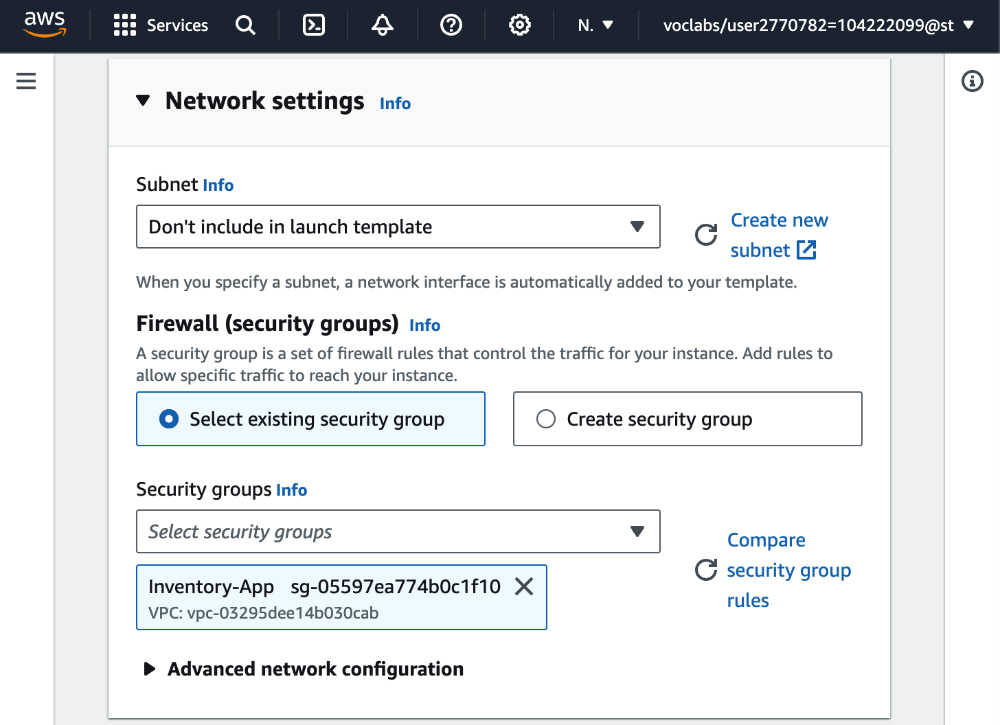 aws
Services
N.
voclabs/user2770782=104222099@st
Network settings Info
Subnet Info
Don't include in launch template
Create new
subnet
When you specify a subnet, a network interface is automatically added to your template.
Firewall (security groups) Info
A security group is a set of firewall rules that control the traffic for your instance. Add rules to
allow specific traffic to reach your instance.
Select existing security group
Create security group
Security groups Info
Select security groups
Compare
security group
rules
Inventory-App sg-05597ea774b0c1f10
VPC: vpc-03295dee14b030cab
Advanced network configuration